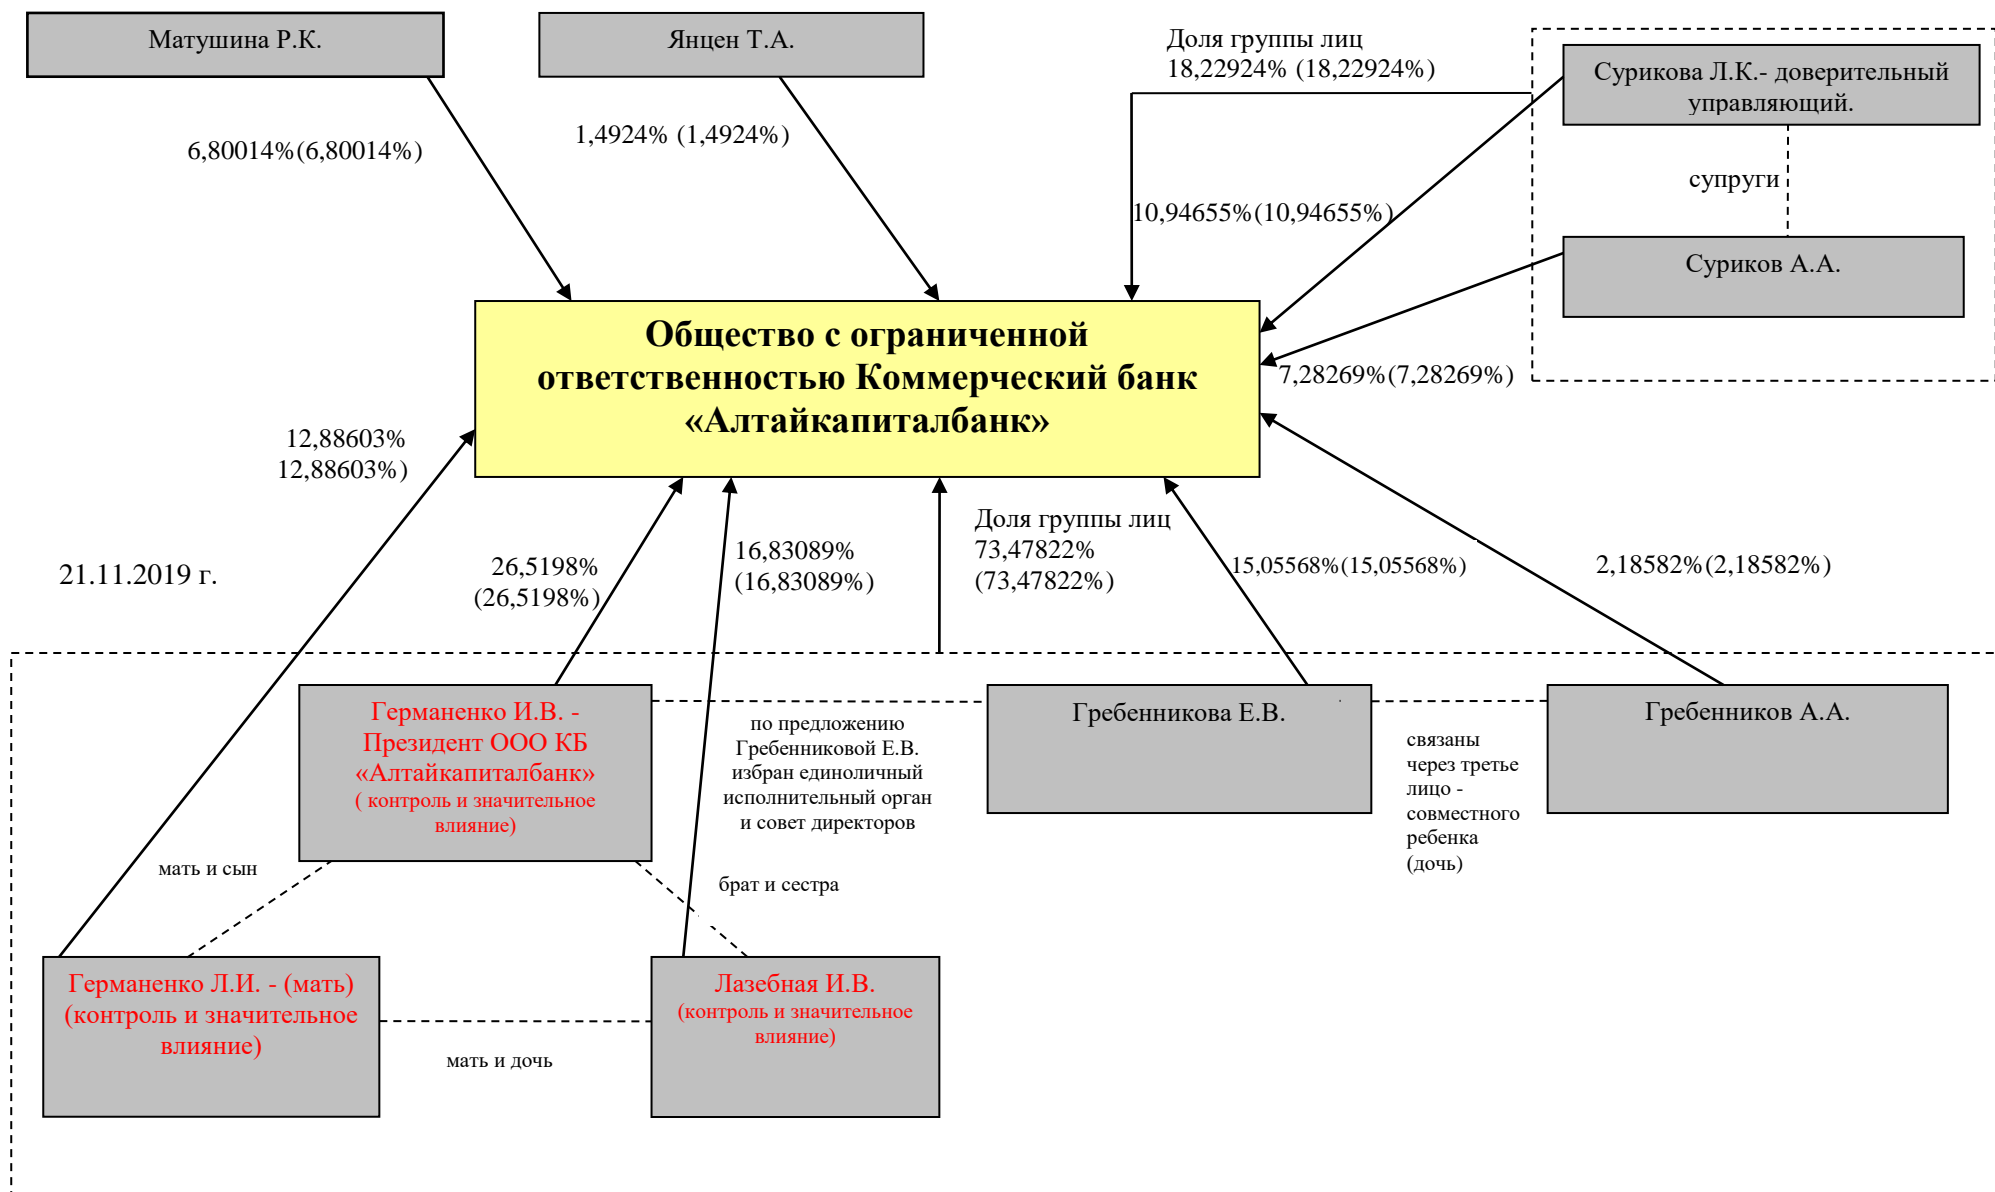 Матушина Р.К.
Янцен Т.А.
Доля группы лиц
18,22924% (18,22924%)
Сурикова Л.К.- доверительный
управляющий.
6,80014%(6,80014%)
1,4924% (1,4924%)
супруги
10,94655%(10,94655%)
Суриков А.А.
Общество с ограниченной
ответственностью Коммерческий банк
«Алтайкапиталбанк»
7,28269%(7,28269%)
12,88603%
12,88603%)
21.11.2019 г.
26,5198%
(26,5198%)
16,83089%
(16,83089%)
Доля группы лиц
73,47822%
(73,47822%)
15,05568%(15,05568%)
2,18582%(2,18582%)
Германенко И.В. -
Президент ООО КБ
«Алтайкапиталбанк»
( контроль и значительное
влияние)
по предложению
Гребенниковой Е.В.
избран единоличный
исполнительный орган
и совет директоров
Гребенникова Е.В.
связаны
через третье
лицо -
совместного
ребенка
(дочь)
Гребенников А.А.
мать и сын
брат и сестра
Германенко Л.И. - (мать)
(контроль и значительное
влияние)
мать и дочь
Лазебная И.В.
(контроль и значительное
влияние)